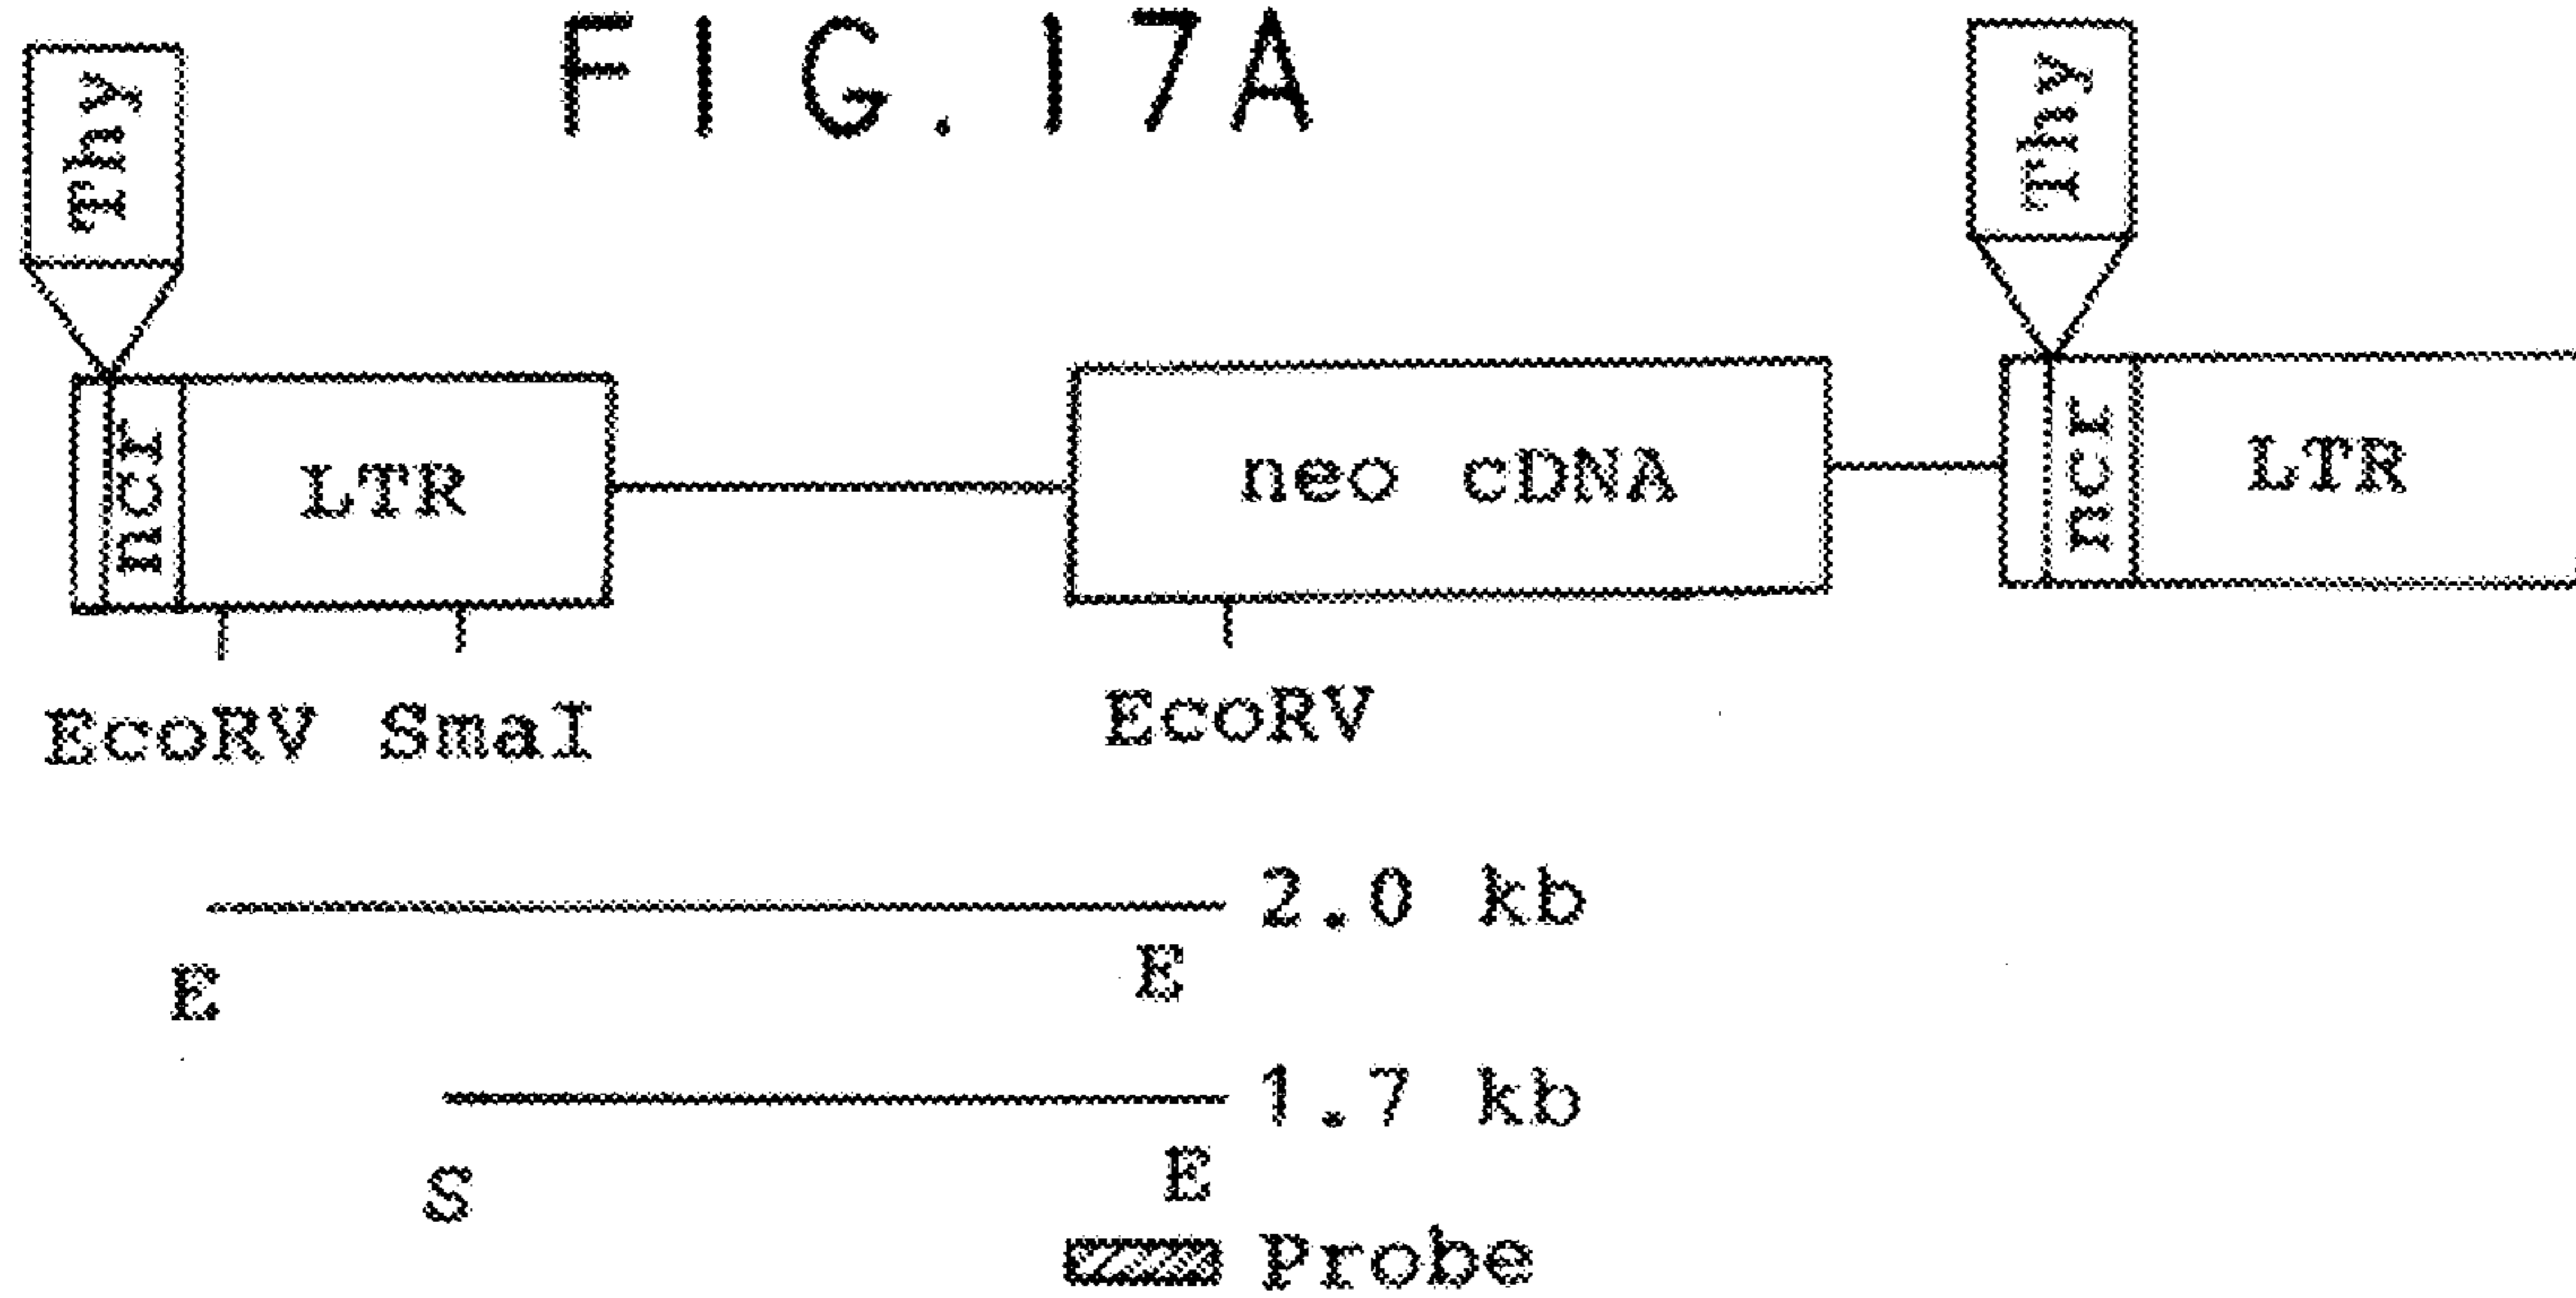 FIG.17A
Thy
Thy
ncr
LTR
neo cDNA
ncr
LTR
EcoRV SmaI
EcoRV
2.0 kb
E
E
1.7 kb
S
E
Probe